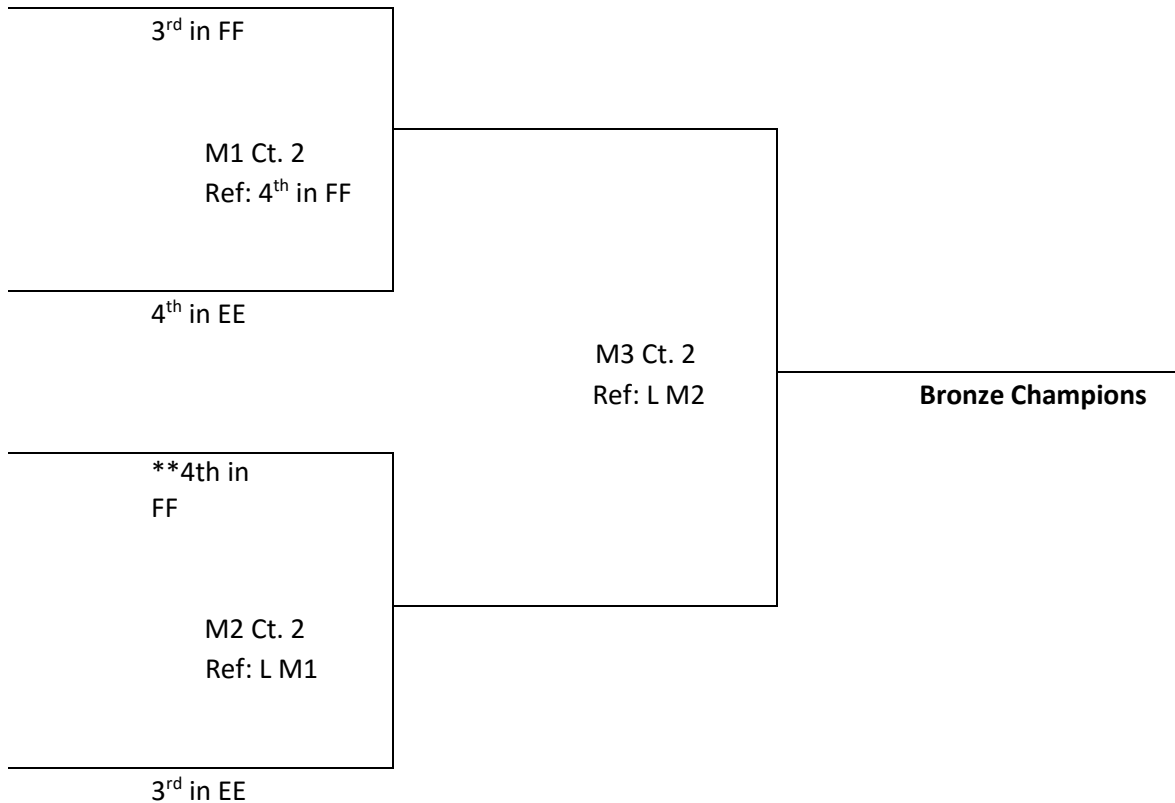 3rd in FF
M1 Ct. 2
Ref: 4th in FF
4th in EE
M3 Ct. 2
Ref: L M2
Bronze Champions
**4th in
FF
M2 Ct. 2
Ref: L M1
3rd in EE